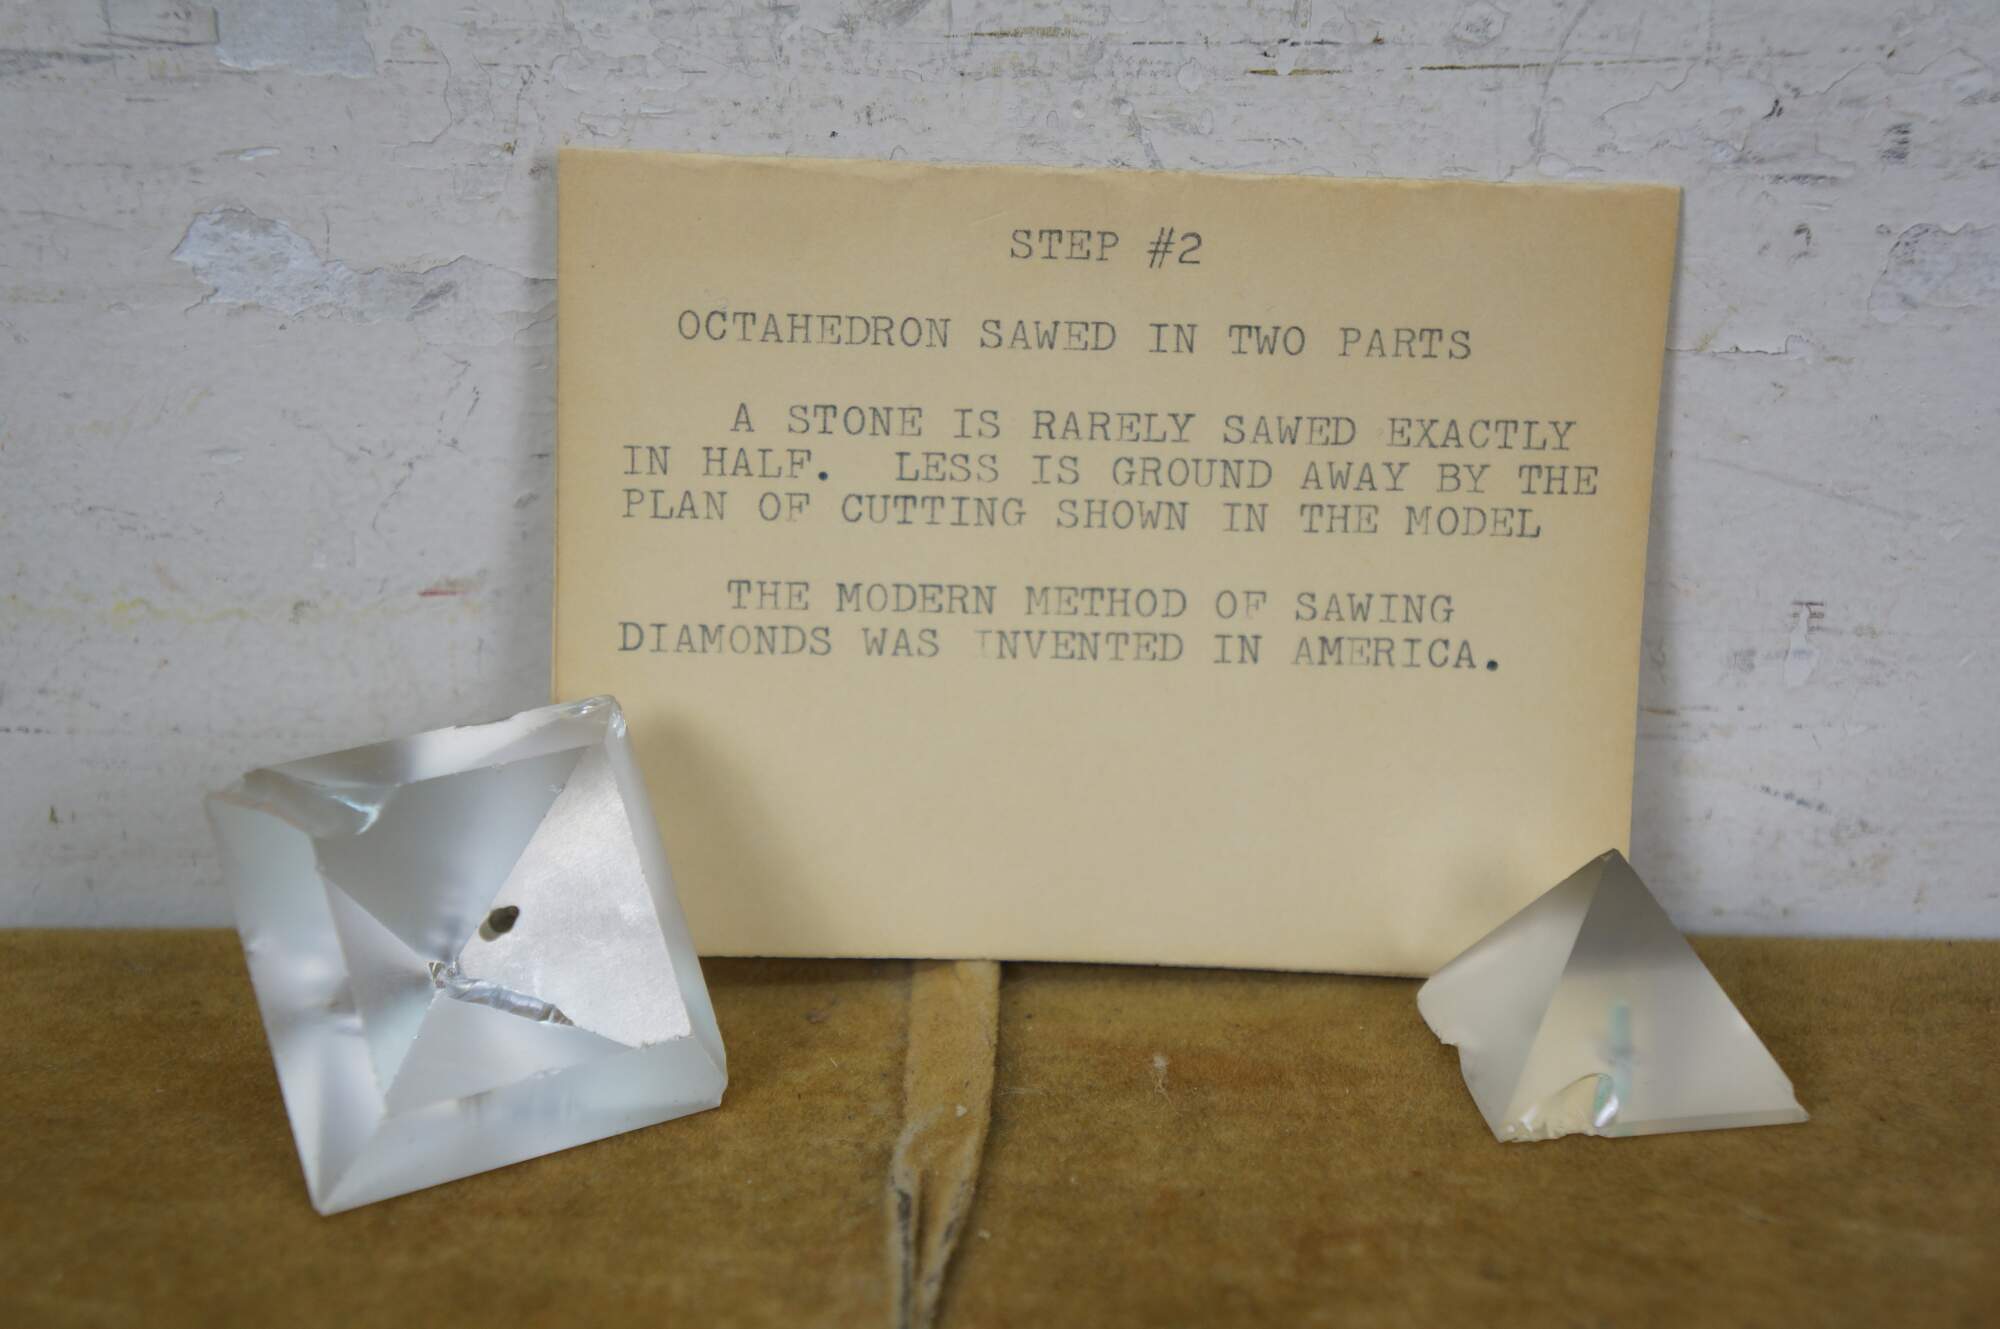 STEP #2
OCTAHEDRON SAWED IN TWO PARTS
A STONE IS RARELY SAWED EXACTLY
IN HALF. LESS IS GROUND AWAY BY THE
PLAN OF CUTTING SHOWN IN THE MODEL
THE MODERN METHOD OF SAWING
DIAMONDS WAS INVENTED IN AMERICA.